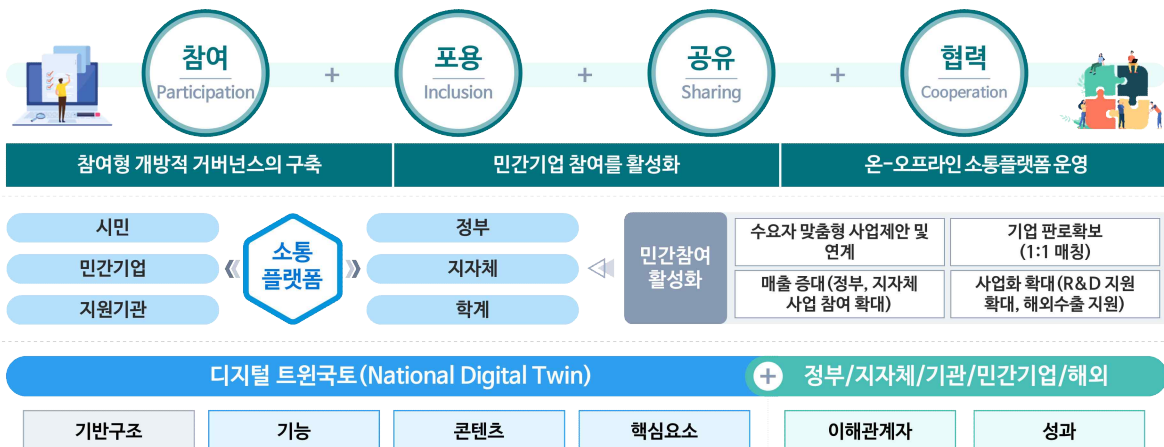 참여
Participation
+
포용
Inclusion
+
공유
Sharing
+
협력
Cooperation
참여형 개방적 거버넌스의 구축
민간기업 참여를 활성화
온-오프라인 소통플랫폼 운영
시민
민간기업
지원기관
소통
플랫폼
정부
지자체
학계
민간참여
활성화
수요자 맞춤형 사업제안 및
연계
기업 판로확보
(1:1 매칭)
매출 증대(정부, 지자체
사업 참여 확대)
사업화 확대(R&D 지원
확대, 해외수출 지원)
디지털 트윈국토(National Digital Twin)
+
정부/지자체/기관/민간기업/해외
기반구조
기능
콘텐츠
핵심요소
이해관계자
성과